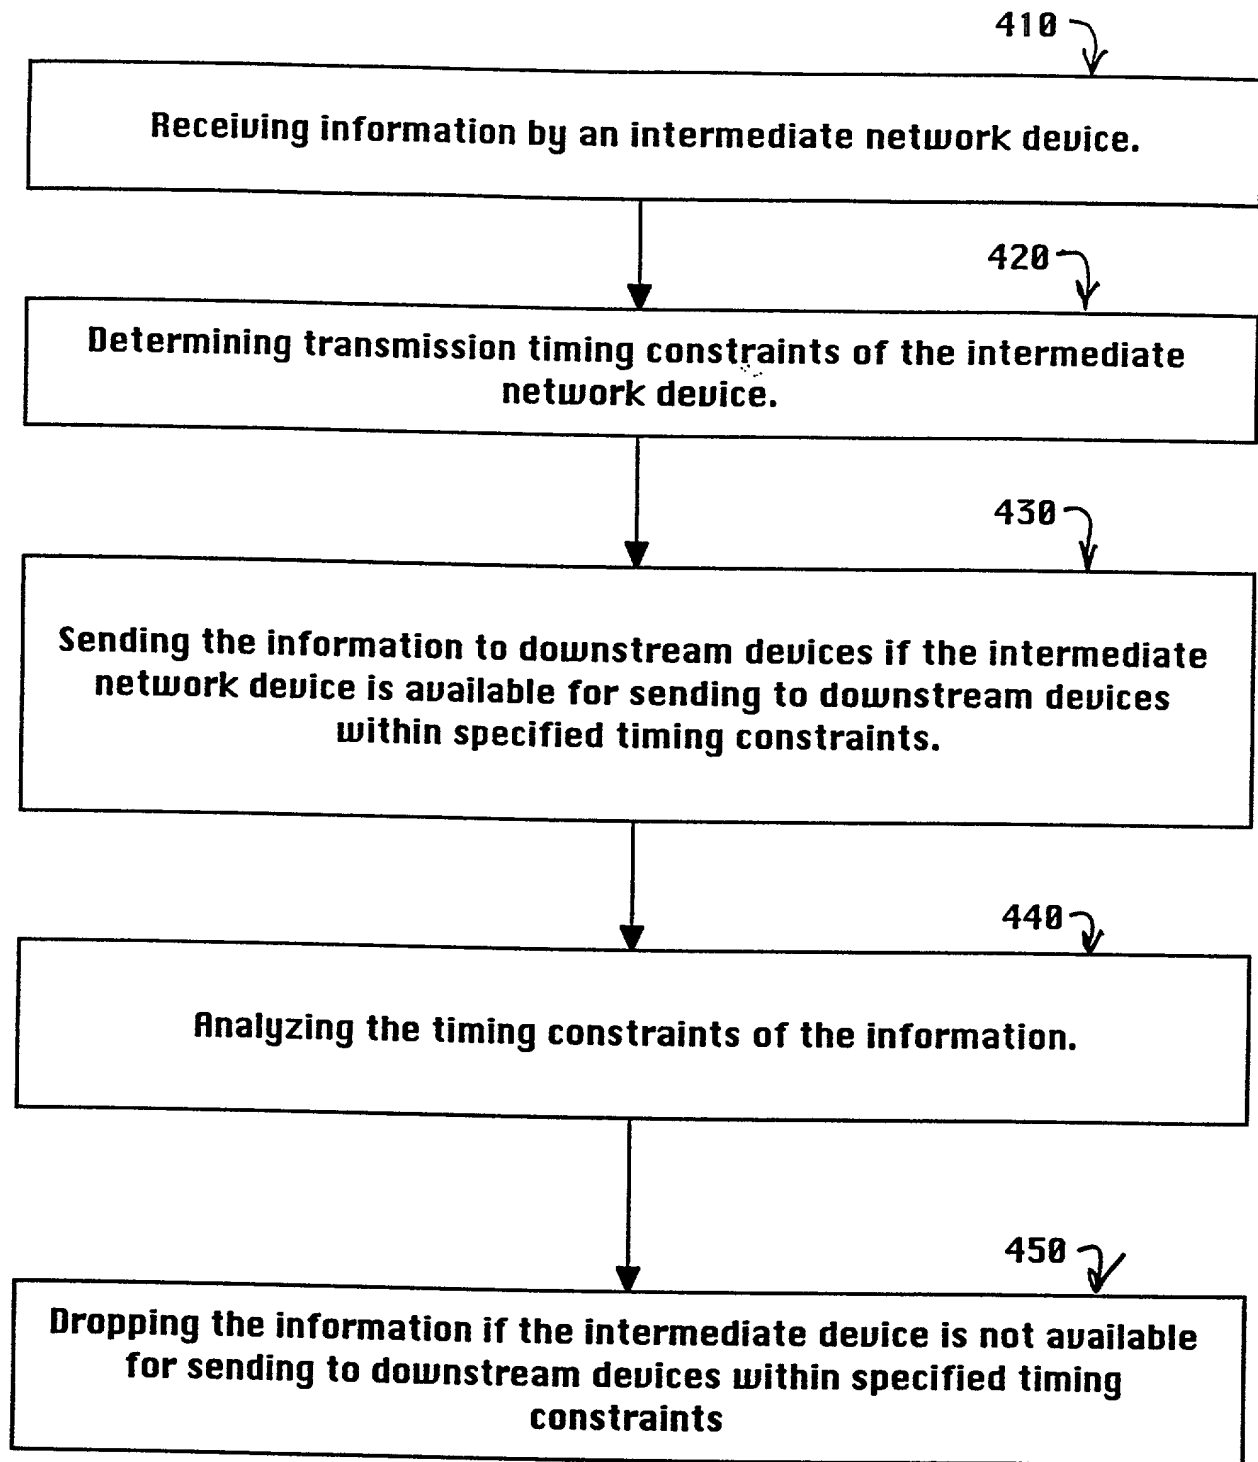 410
Receiving information by an intermediate network device.
420
Determining transmission timing constraints of the intermediate
network device.
430
Sending the information to downstream devices if the intermediate
network device is available for sending to downstream devices
within specified timing constraints.
440
Analyzing the timing constraints of the information.
450
Dropping the information if the intermediate device is not available
for sending to downstream devices within specified timing
constraints